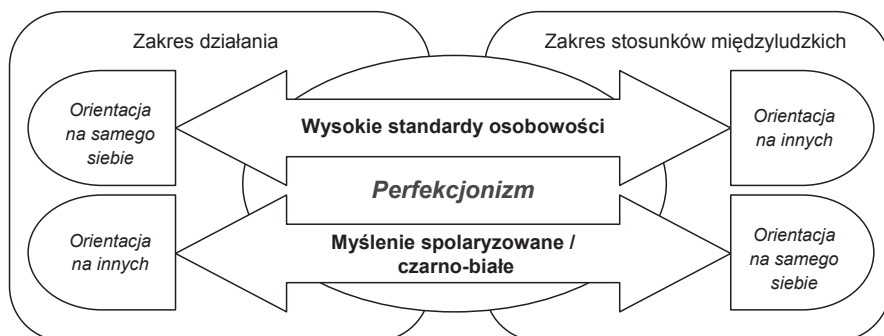 Zakres działania
Zakres stosunków międzyludzkich
Orientacja
na samego
siebie
Wysokie standardy osobowości
Orientacja
na innych
Perfekcjonizm
Orientacja
na innych
Myślenie spolaryzowane /
czarno-białe
Orientacja
na samego
siebie